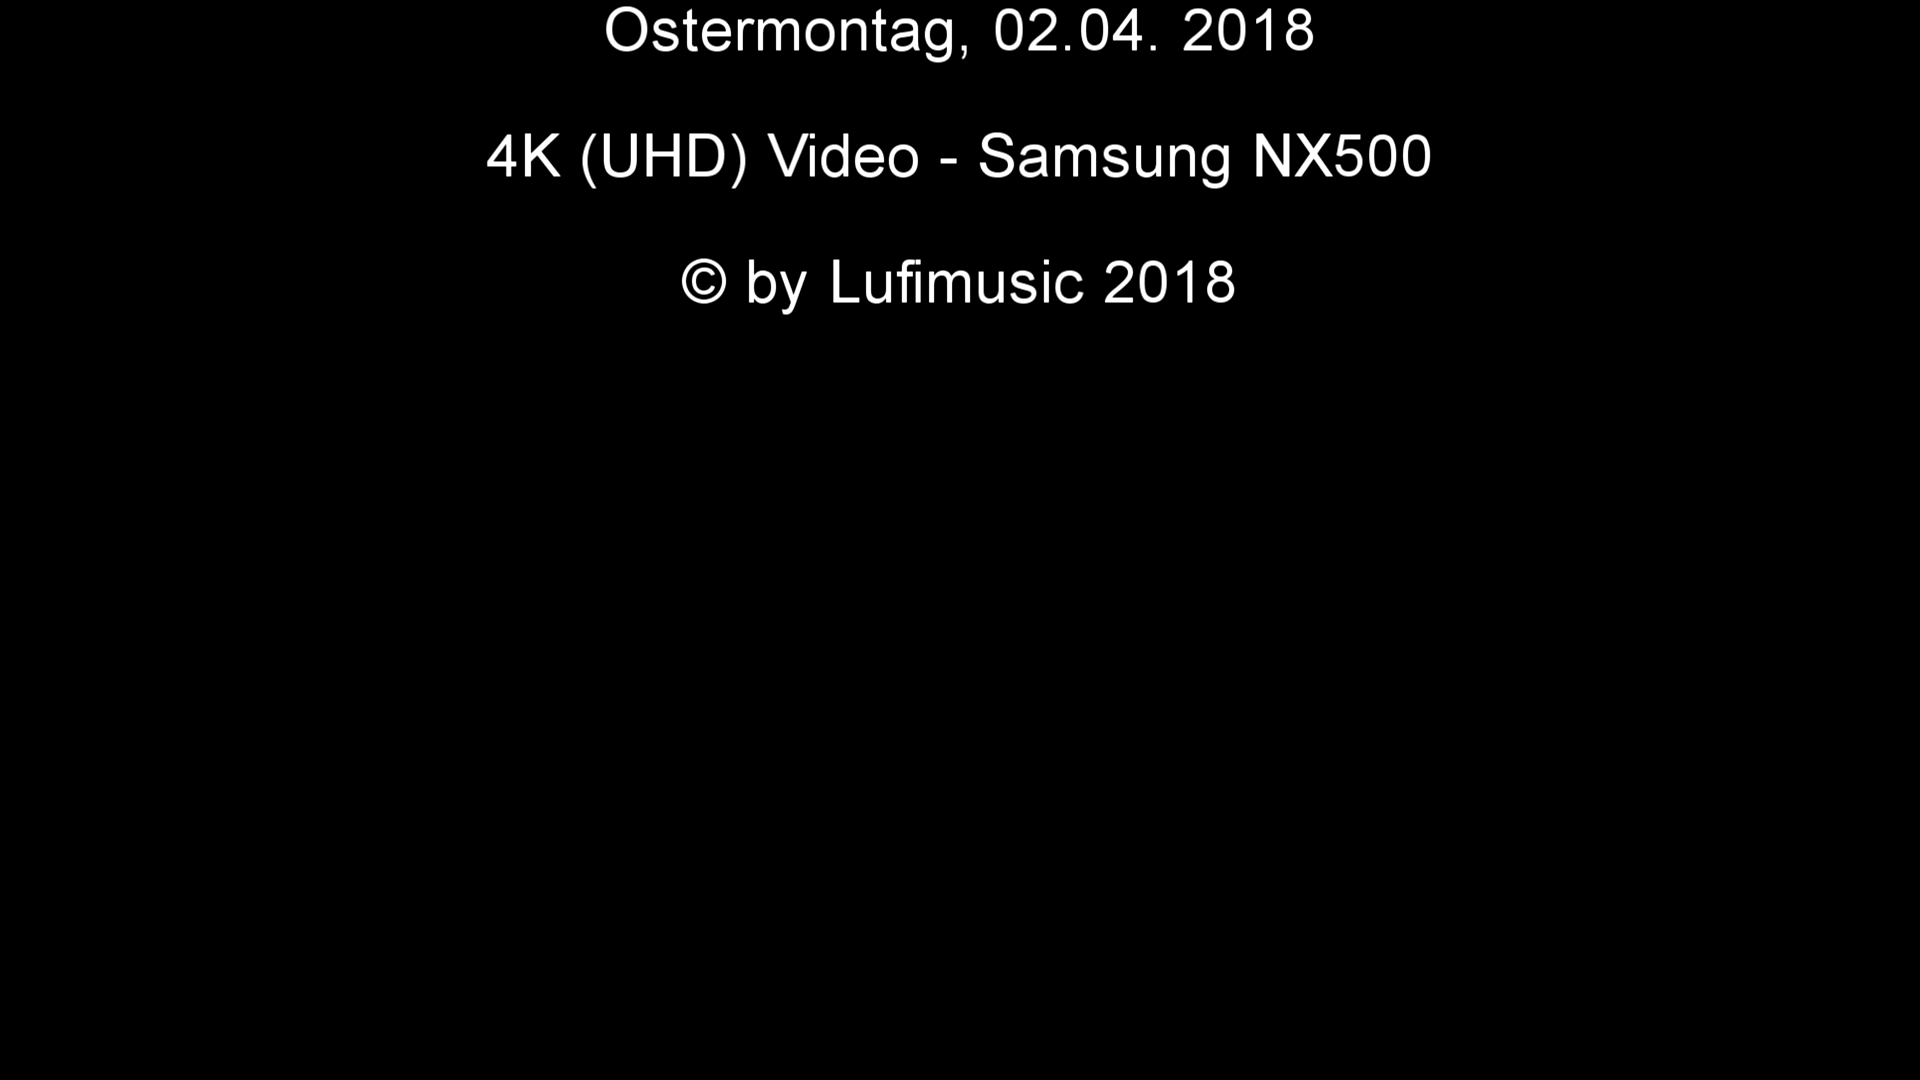 Ostermontag, 02.04. 2018
4K (UHD) Video - Samsung NX500
© by Lufimusic 2018